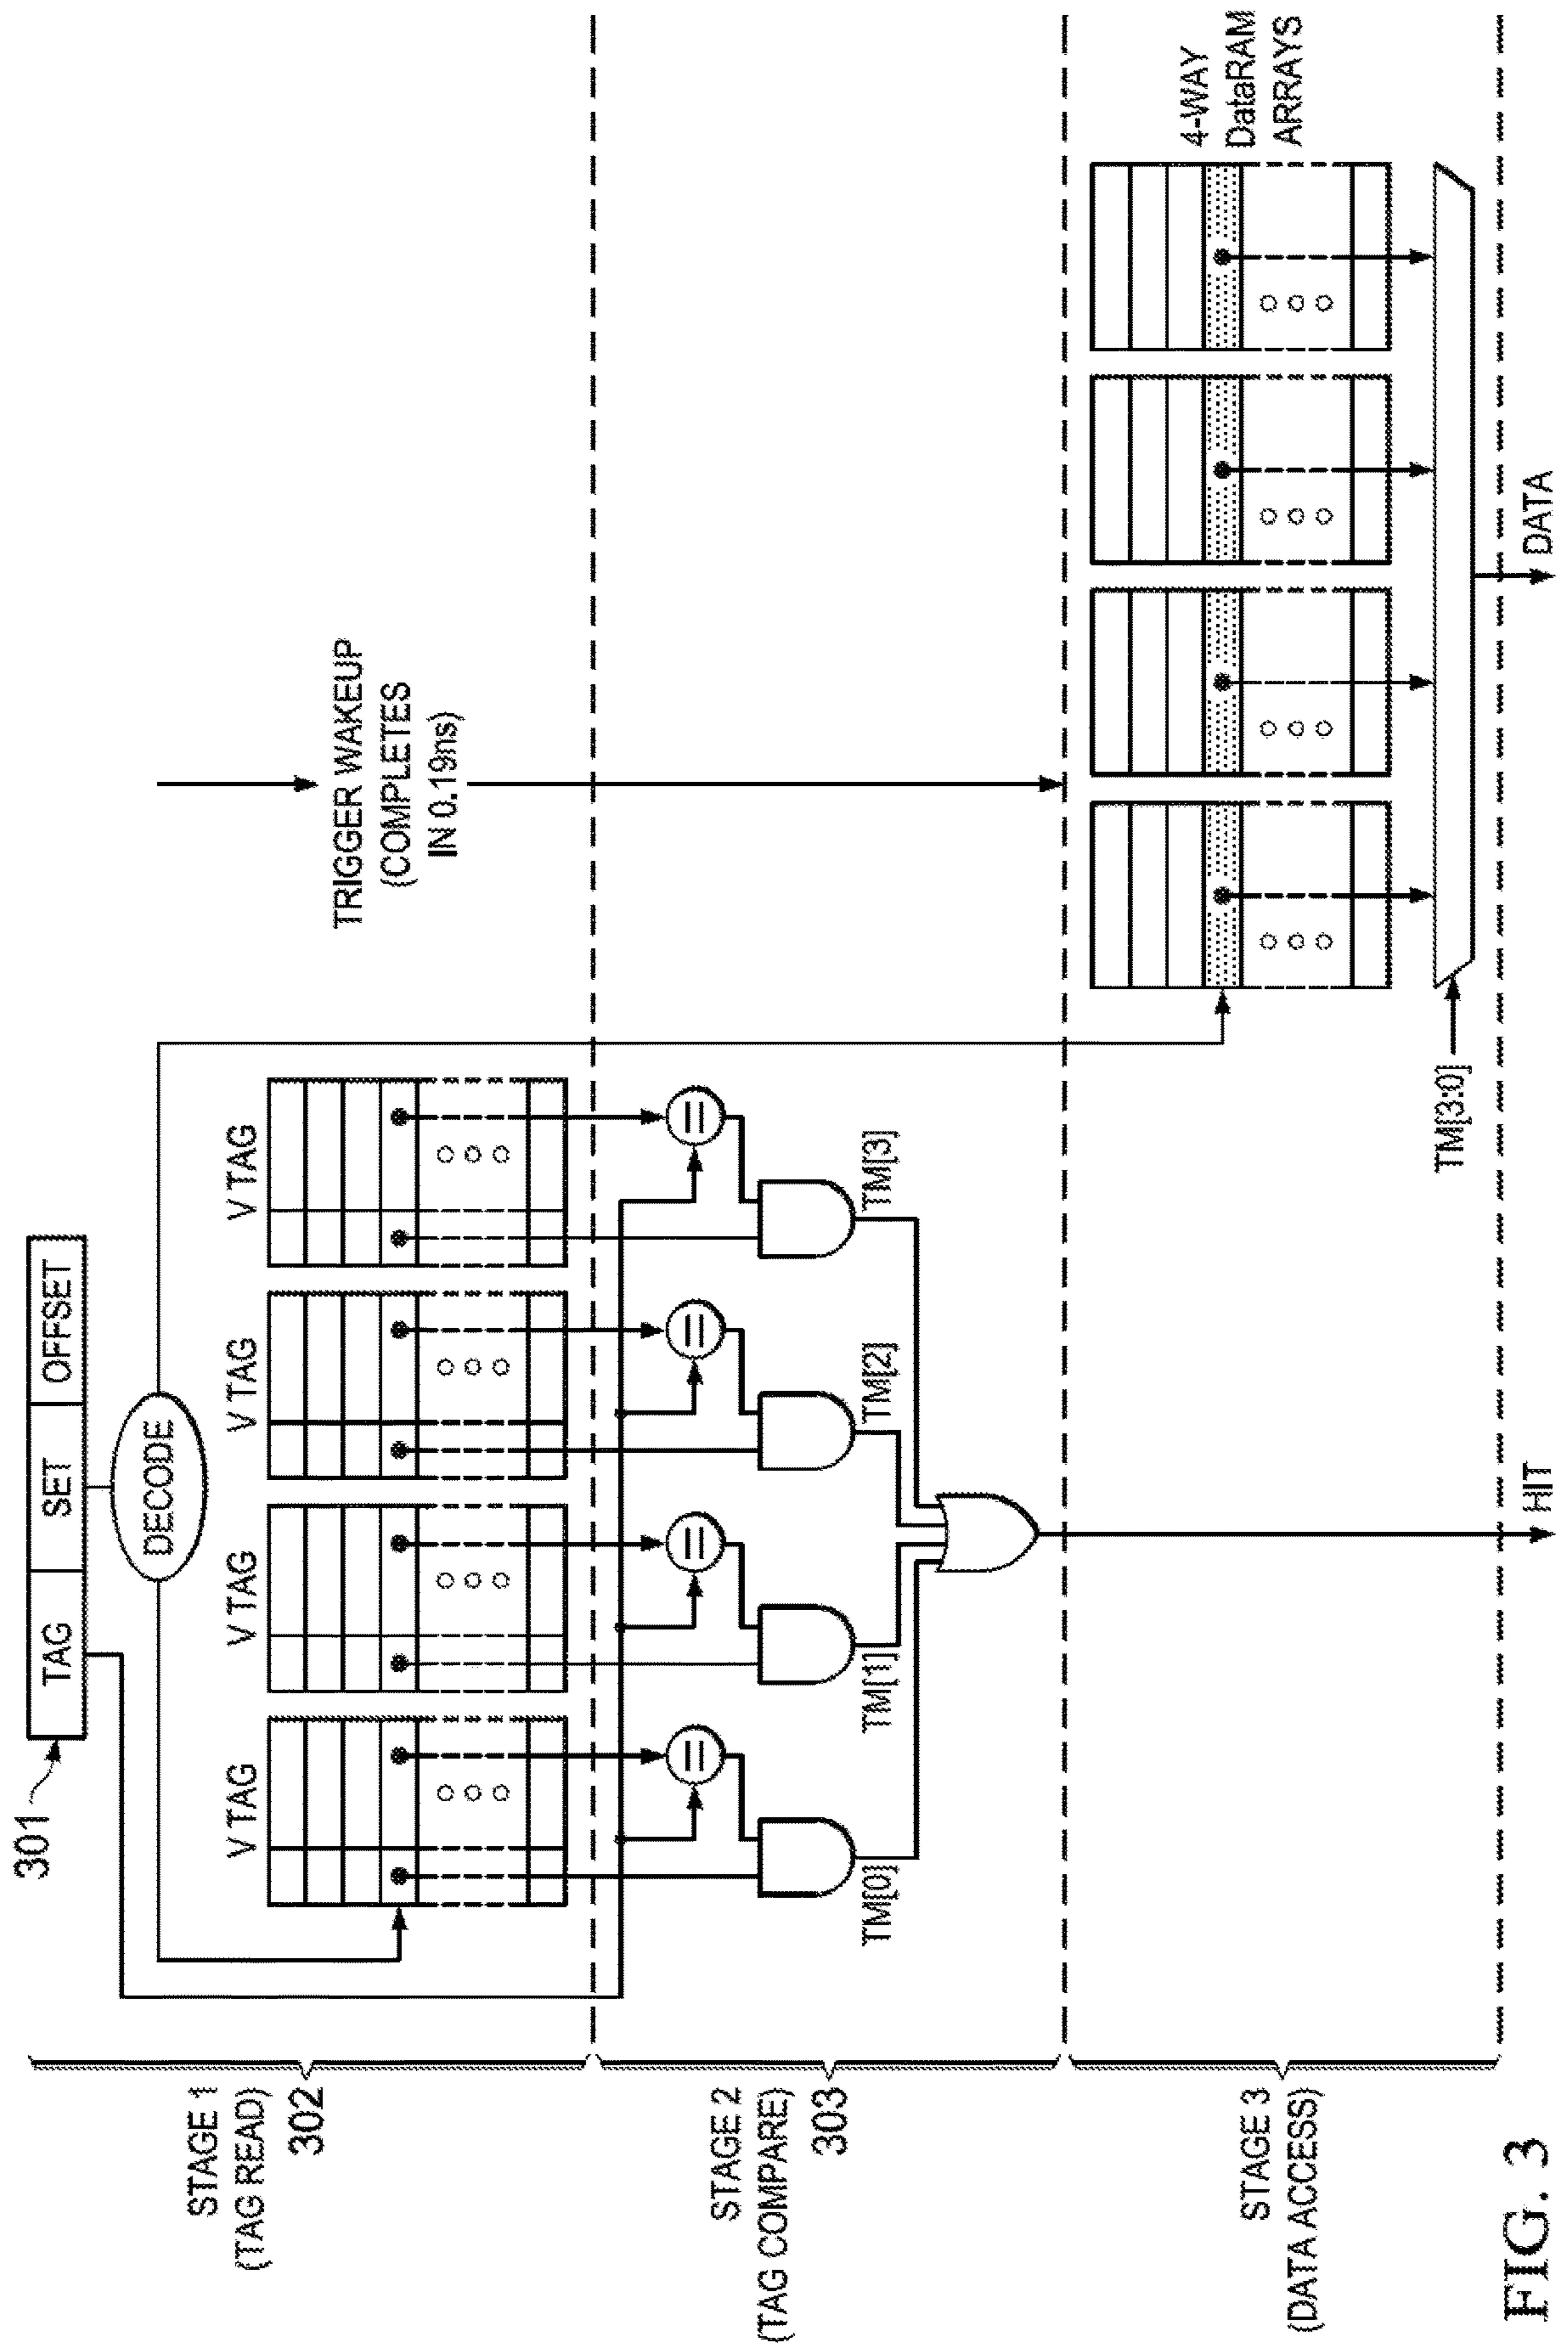 301
TAG SET OFFSET
DECODE
STAGE 1
(TAG READ)
302
V TAG
V TAG
V TAG
V TAG
TRIGGER WAKEUP
(COMPLETES
IN 0.19ns)
STAGE 2
(TAG COMPARE)
303
=
=
=
=
TM[0]
TM[1]
TM[2]
TM[3]
STAGE 3
(DATA ACCESS)
4-WAY
DataRAM
ARRAYS
TM[3:0]
HIT
DATA
FIG. 3